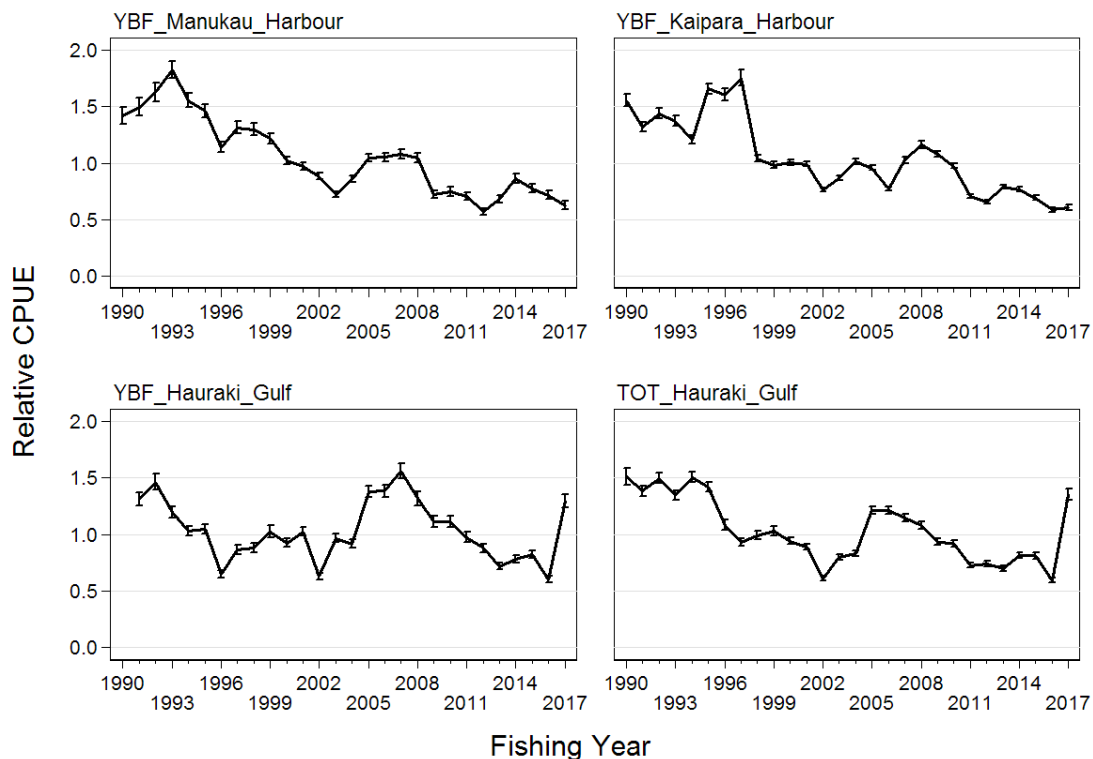 YBF_Manukau_Harbour
YBF_Kaipara_Harbour
2.0
1.5
1.0
0.5
0.0
1990 1996 2002 2008 2014
1993 1999 2005 2011 2017
1990 1996 2002 2008 2014
1993 1999 2005 2011 2017
Relative CPUE
YBF_Hauraki_Gulf
TOT_Hauraki_Gulf
2.0
1.5
1.0
0.5
0.0
1990 1996 2002 2008 2014
1993 1999 2005 2011 2017
1990 1996 2002 2008 2014
1993 1999 2005 2011 2017
Fishing Year